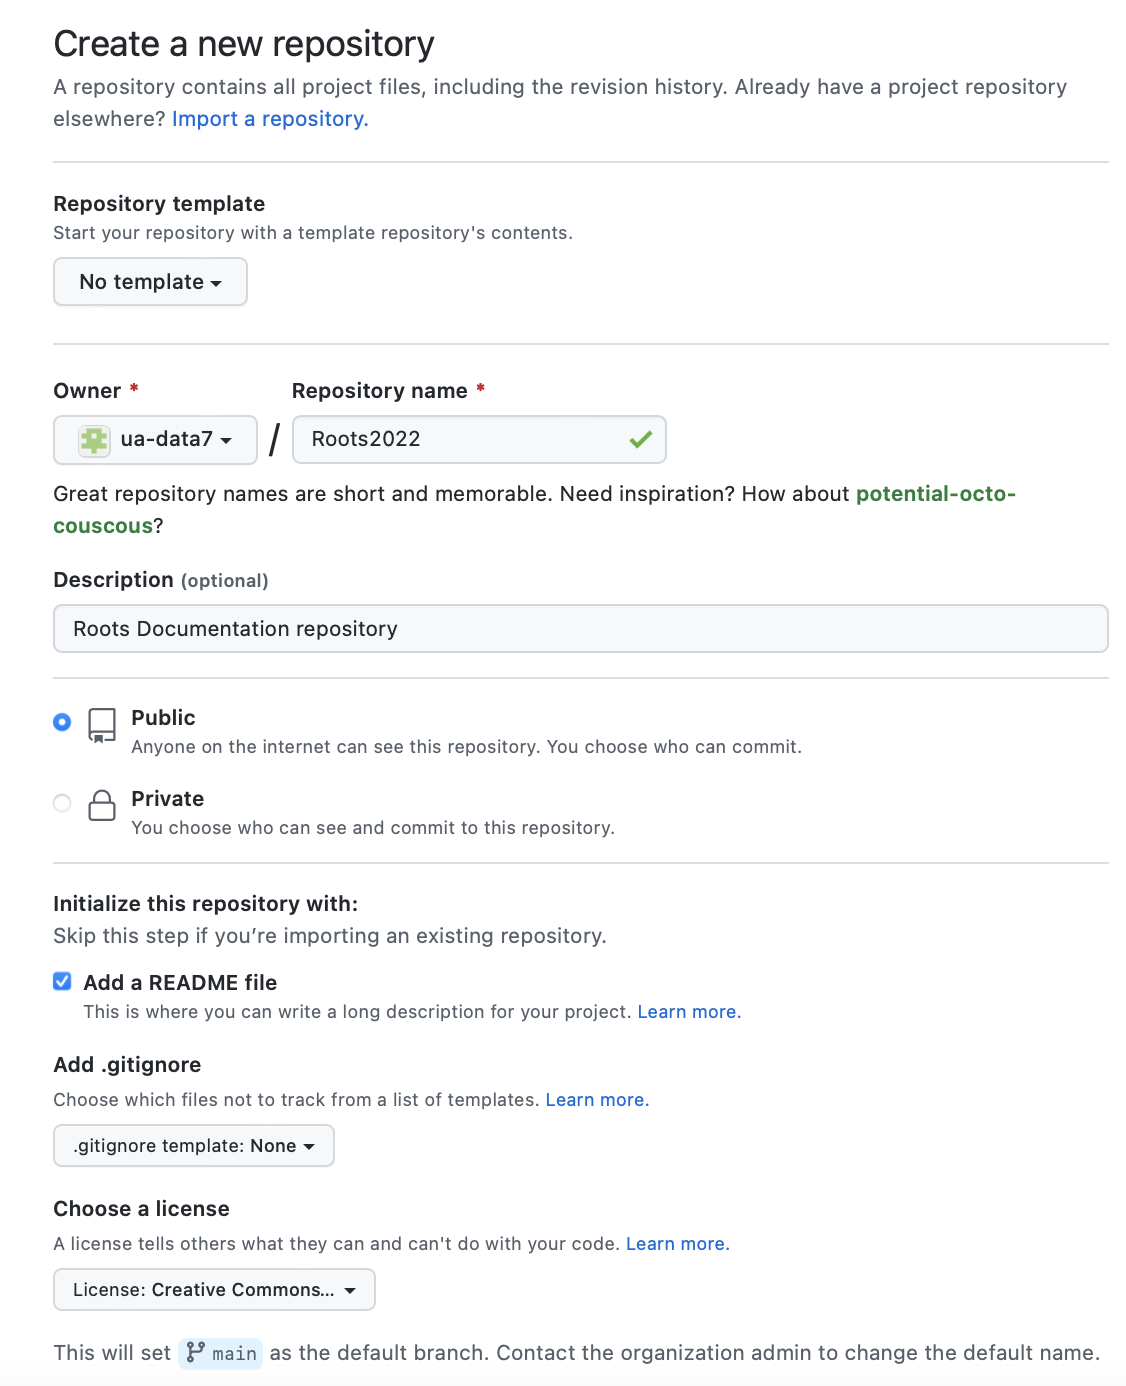 Create a new repository
A repository contains all project files, including the revision history. Already have a project repository
elsewhere? Import a repository.
Repository template
Start your repository with a template repository's contents.
No template
Owner * Repository name *
ua-data7 / Roots2022
Great repository names are short and memorable. Need inspiration? How about potential-octo-
couscous?
Description (optional)
Roots Documentation repository
Public
Anyone on the internet can see this repository. You choose who can commit.
Private
You choose who can see and commit to this repository.
Initialize this repository with:
Skip this step if you’re importing an existing repository.
Add a README file
This is where you can write a long description for your project. Learn more.
Add .gitignore
Choose which files not to track from a list of templates. Learn more.
.gitignore template: None
Choose a license
A license tells others what they can and can't do with your code. Learn more.
License: Creative Commons...
This will set main as the default branch. Contact the organization admin to change the default name.